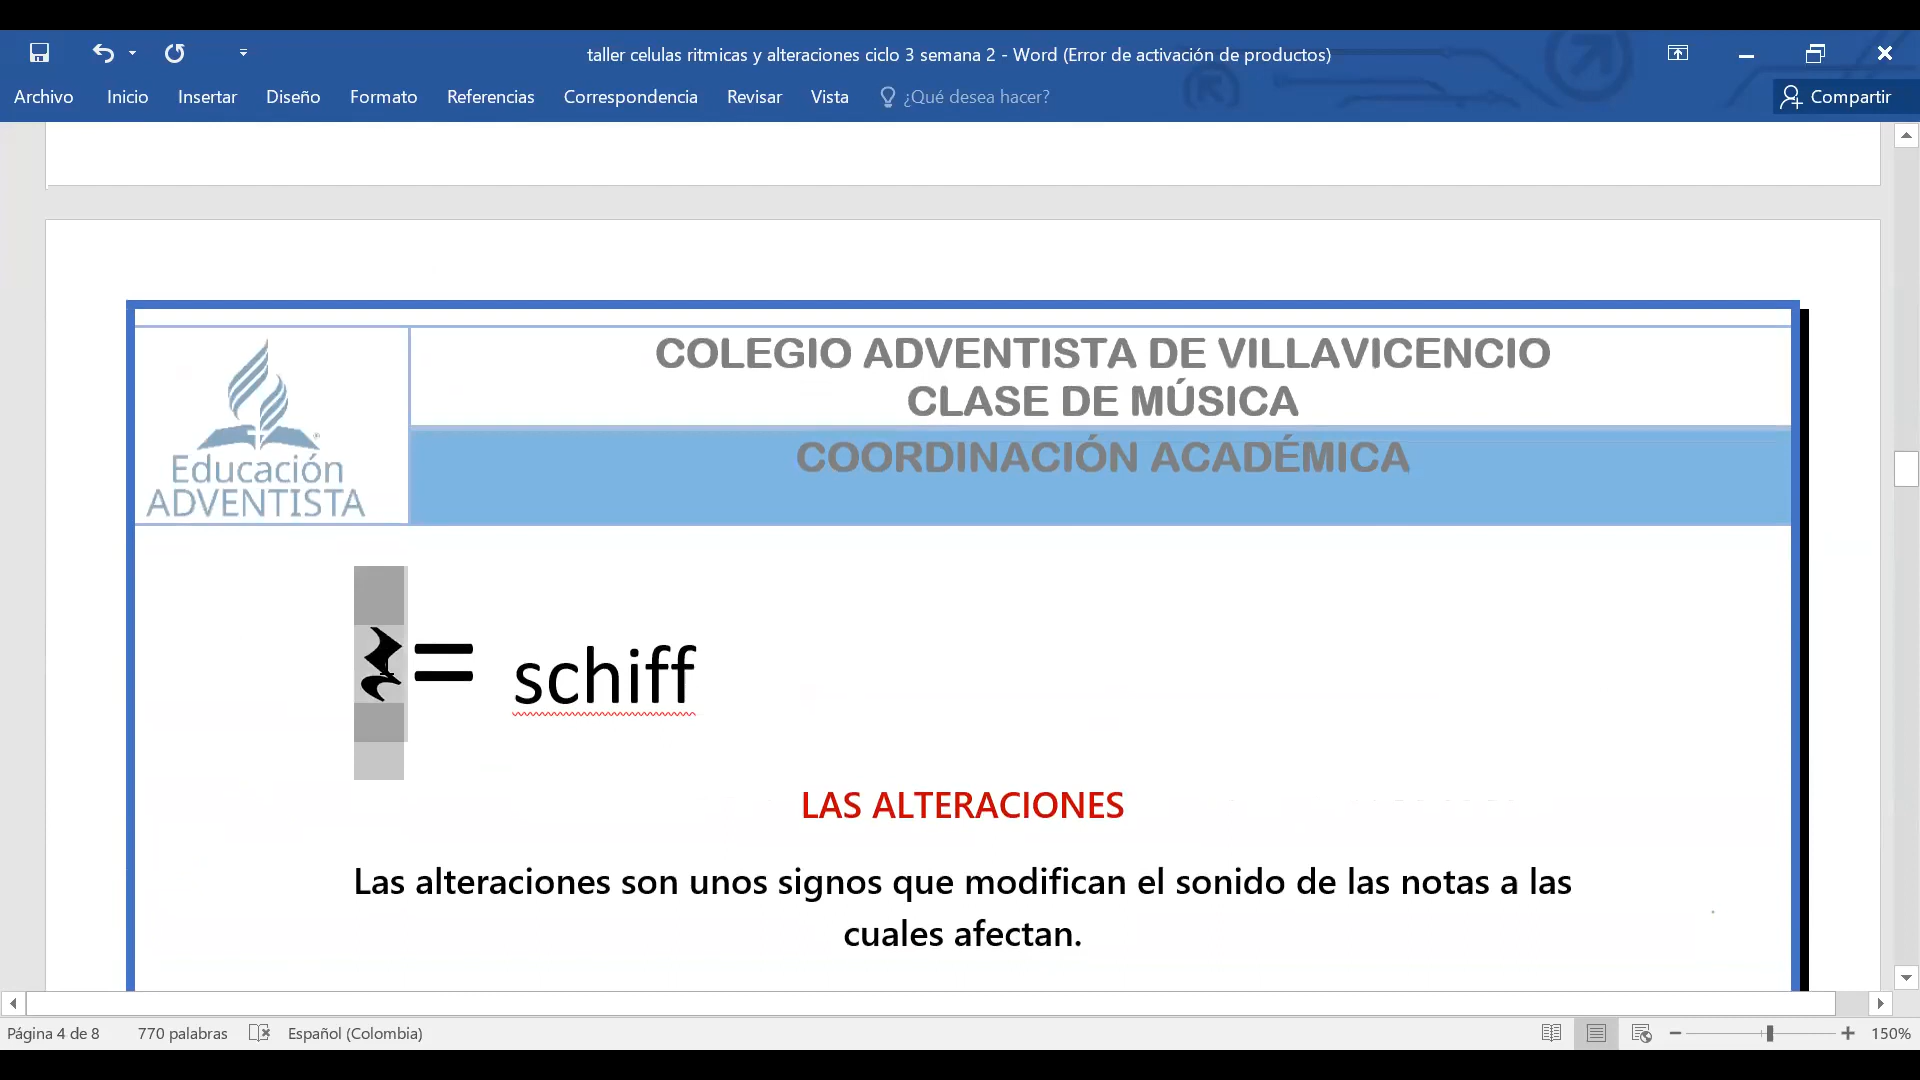 taller celulas ritmicas y alteraciones ciclo 3 semana 2 - Word (Error de activación de productos)
Archivo Inicio Insertar Diseño Formato Referencias Correspondencia Revisar Vista ¿Qué desea hacer? Compartir
COLEGIO ADVENTISTA DE VILLAVICENCIO
CLASE DE MÚSICA
COORDINACIÓN ACADÉMICA
Educación
ADVENTISTA
= schiff
LAS ALTERACIONES
Las alteraciones son unos signos que modifican el sonido de las notas a las
cuales afectan.
Página 4 de 8 770 palabras Español (Colombia) 150%